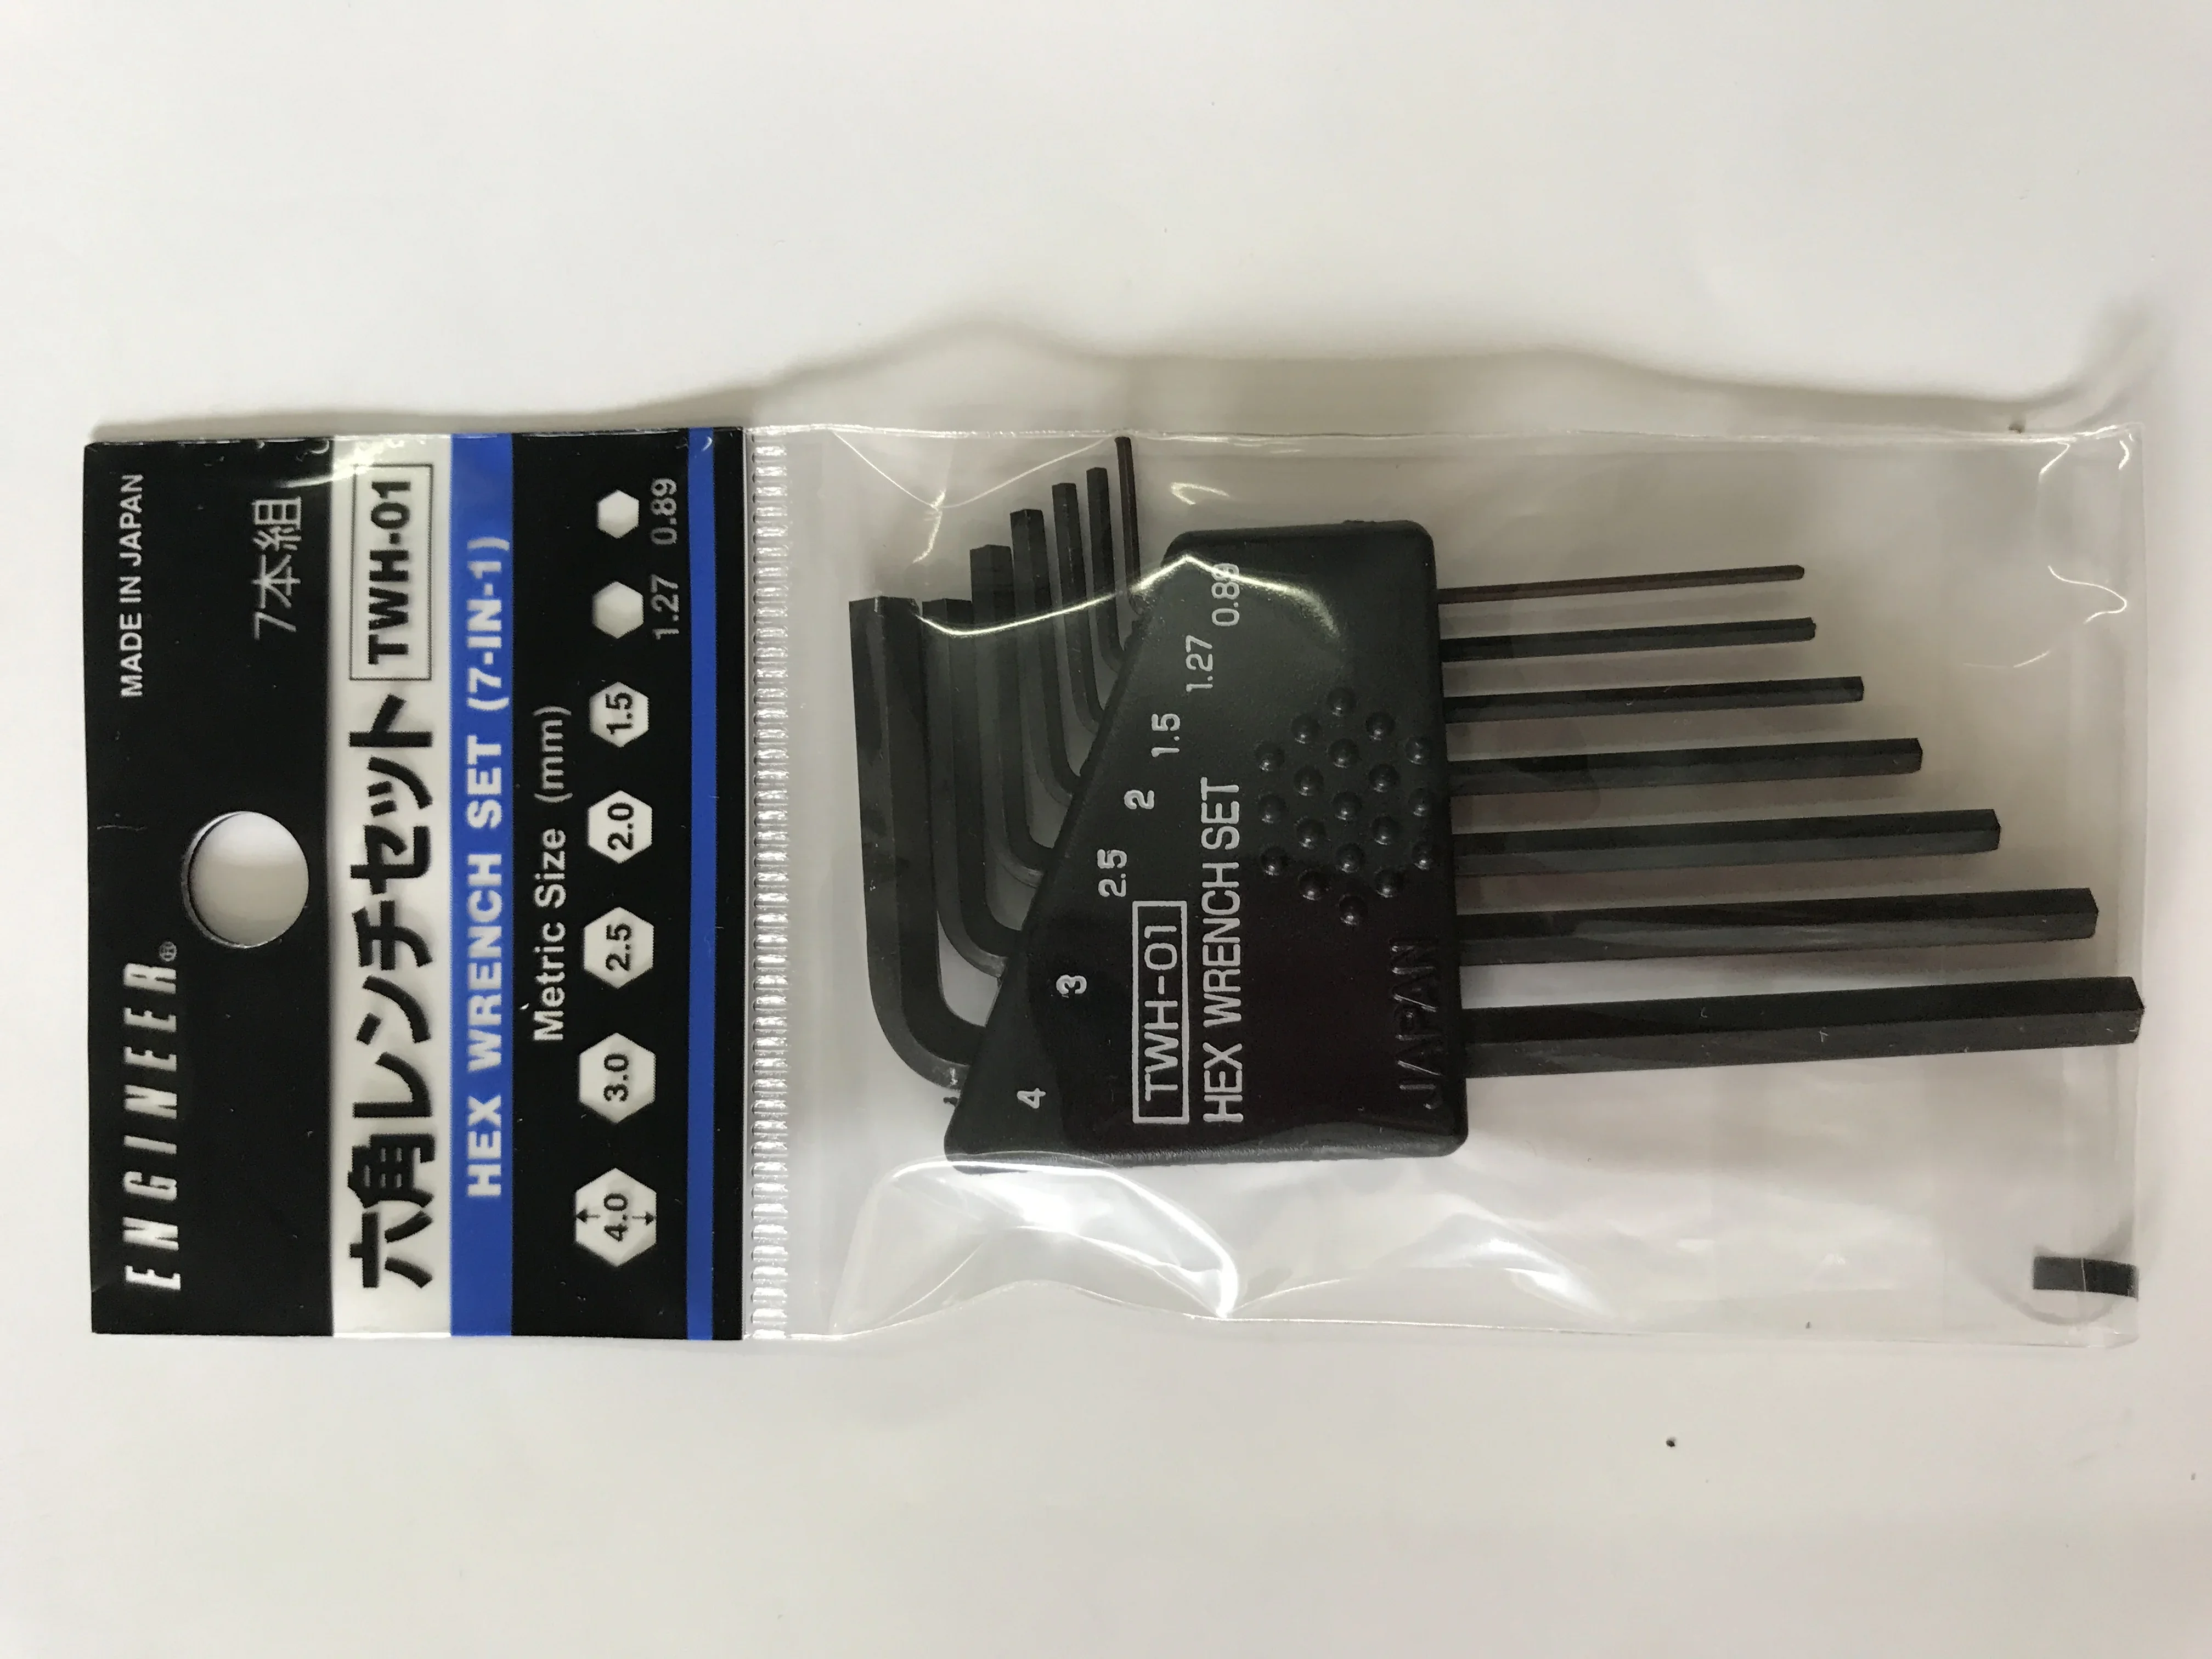 ENGINEER®
MADE IN JAPAN
7本組
六角レンチセット TWH-01
HEX WRENCH SET (7-IN-1)
Metric Size (mm)
4.0 3.0 2.5 2.0 1.5
1.27 0.89
4 3 2.5 2 1.5 1.27 0.89
TWH-01
HEX WRENCH SET
JAPAN